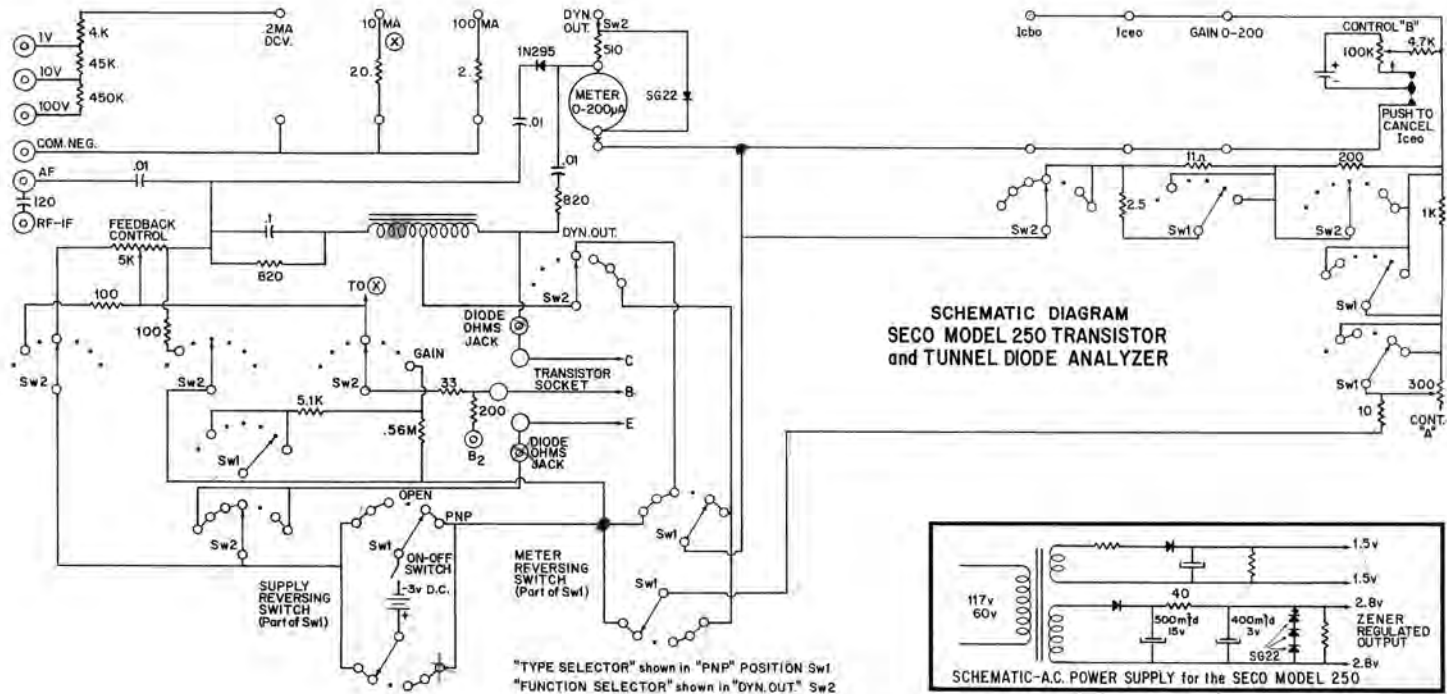 1V
10V
100V
COM. NEG.
AF
120
RF-IF
4.K
45K
450K
2MA
DCV.
10 MA
X
20.
100 MA
2.
.01
1N295
.01
DYN.
OUT.
Sw2
510
METER
0-200µA
SG22
.01
820
Icbo
Iceo
GAIN 0-200
CONTROL "B"
100K
4.7K
+
-
PUSH TO
CANCEL
Iceo
11Ω
200
2.5
Sw2
Sw1
Sw2
1K
Sw1
Sw1
300
10
CONT.
"A"
FEEDBACK
CONTROL
5K
.1
820
100
100
TO X
DYN. OUT.
Sw2
DIODE
OHMS
JACK
GAIN
C
TRANSISTOR
SOCKET
B
E
33
200
B2
DIODE
OHMS
JACK
Sw2
Sw2
Sw2
5.1K
.56M
Sw1
SCHEMATIC DIAGRAM
SECO MODEL 250 TRANSISTOR
and TUNNEL DIODE ANALYZER
OPEN
PNP
Sw2
Sw1
ON-OFF
SWITCH
-3v D.C.
+
SUPPLY
REVERSING
SWITCH
(Part of Sw1)
METER
REVERSING
SWITCH
(Part of Sw1)
Sw1
Sw1
"TYPE SELECTOR" shown in "PNP" POSITION Sw1
"FUNCTION SELECTOR" shown in "DYN. OUT." Sw2
117v
60v
1.5v
1.5v
40
500mfd
15v
400mfd
3v
SG22
2.8v
ZENER
REGULATED
OUTPUT
2.8v
SCHEMATIC-A.C. POWER SUPPLY for the SECO MODEL 250